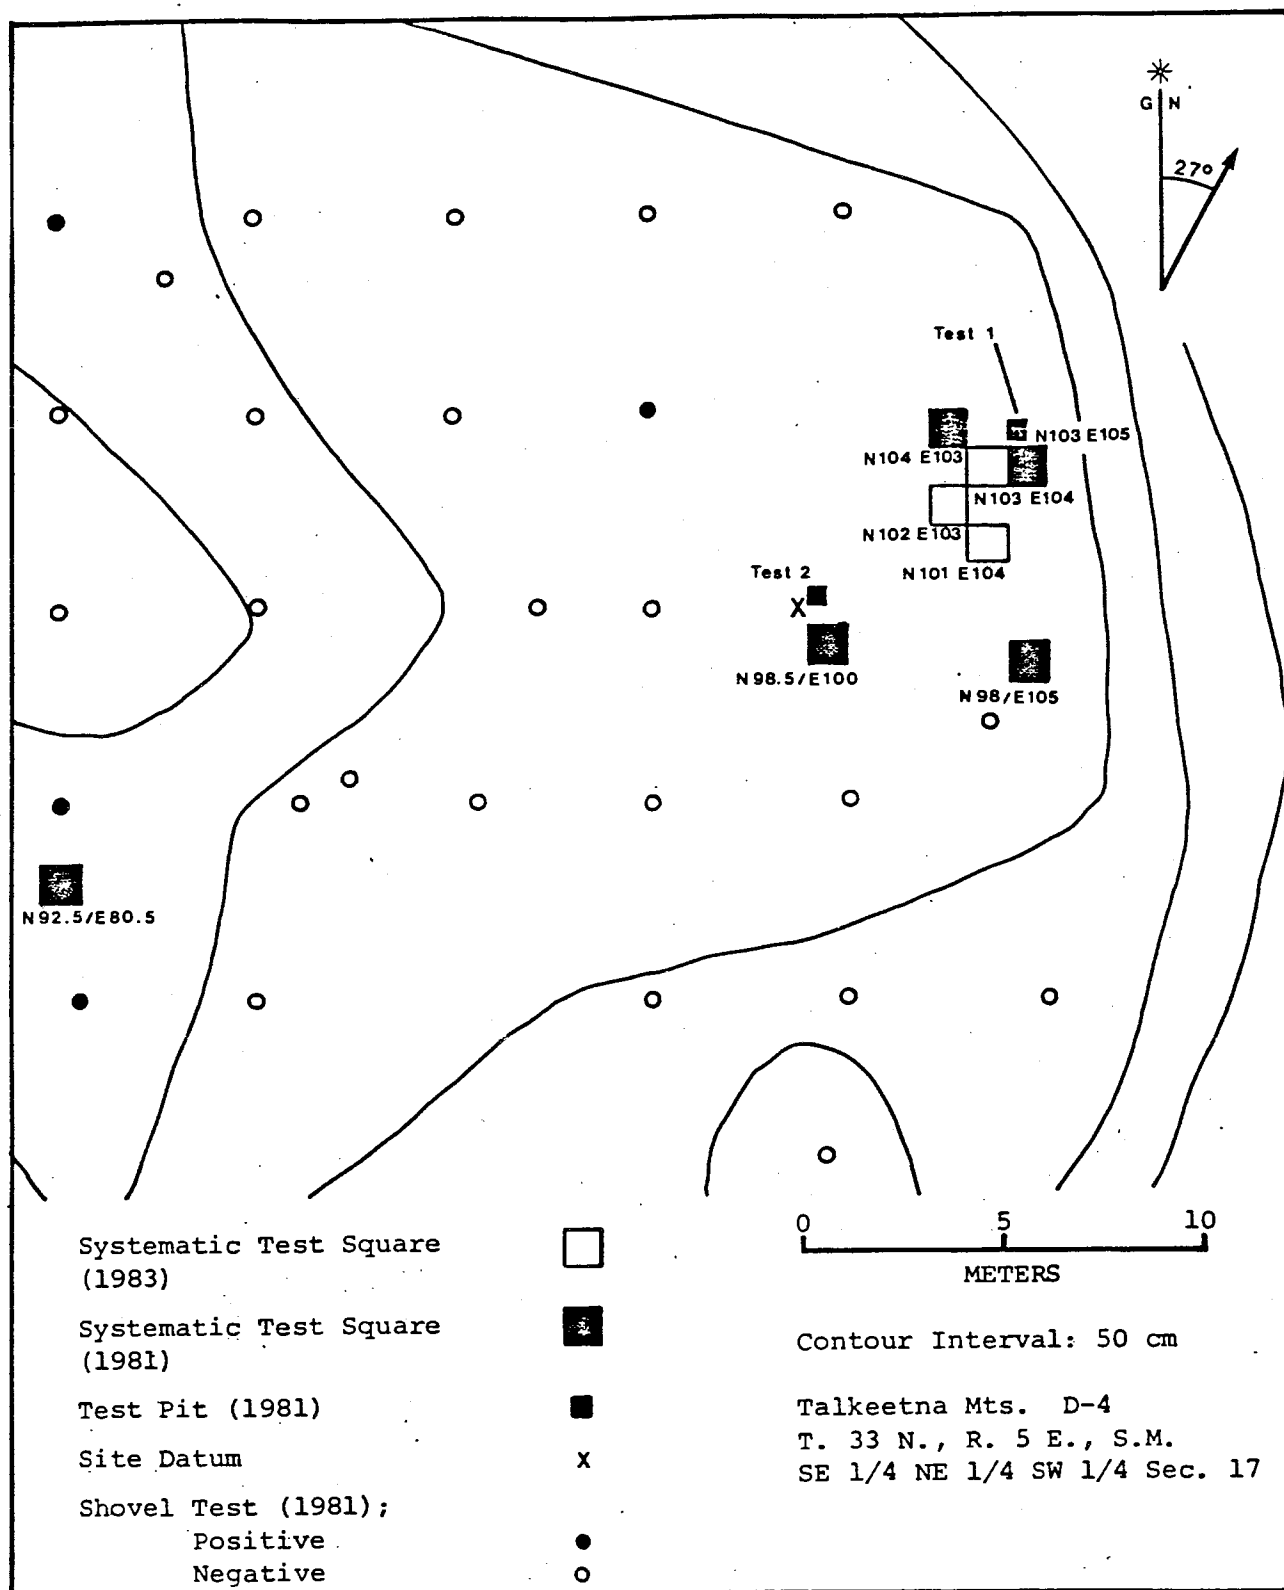 G N
27°
Test 1
N103 E105
N104 E103
N103 E104
N102 E103
N101 E104
Test 2
X
N98.5/E100
N98/E105
N92.5/E80.5
0 5 10
METERS
Systematic Test Square
(1983)
Systematic Test Square
(1981)
Test Pit (1981)
Site Datum X
Shovel Test (1981);
Positive
Negative
Contour Interval: 50 cm
Talkeetna Mts. D-4
T. 33 N., R. 5 E., S.M.
SE 1/4 NE 1/4 SW 1/4 Sec. 17